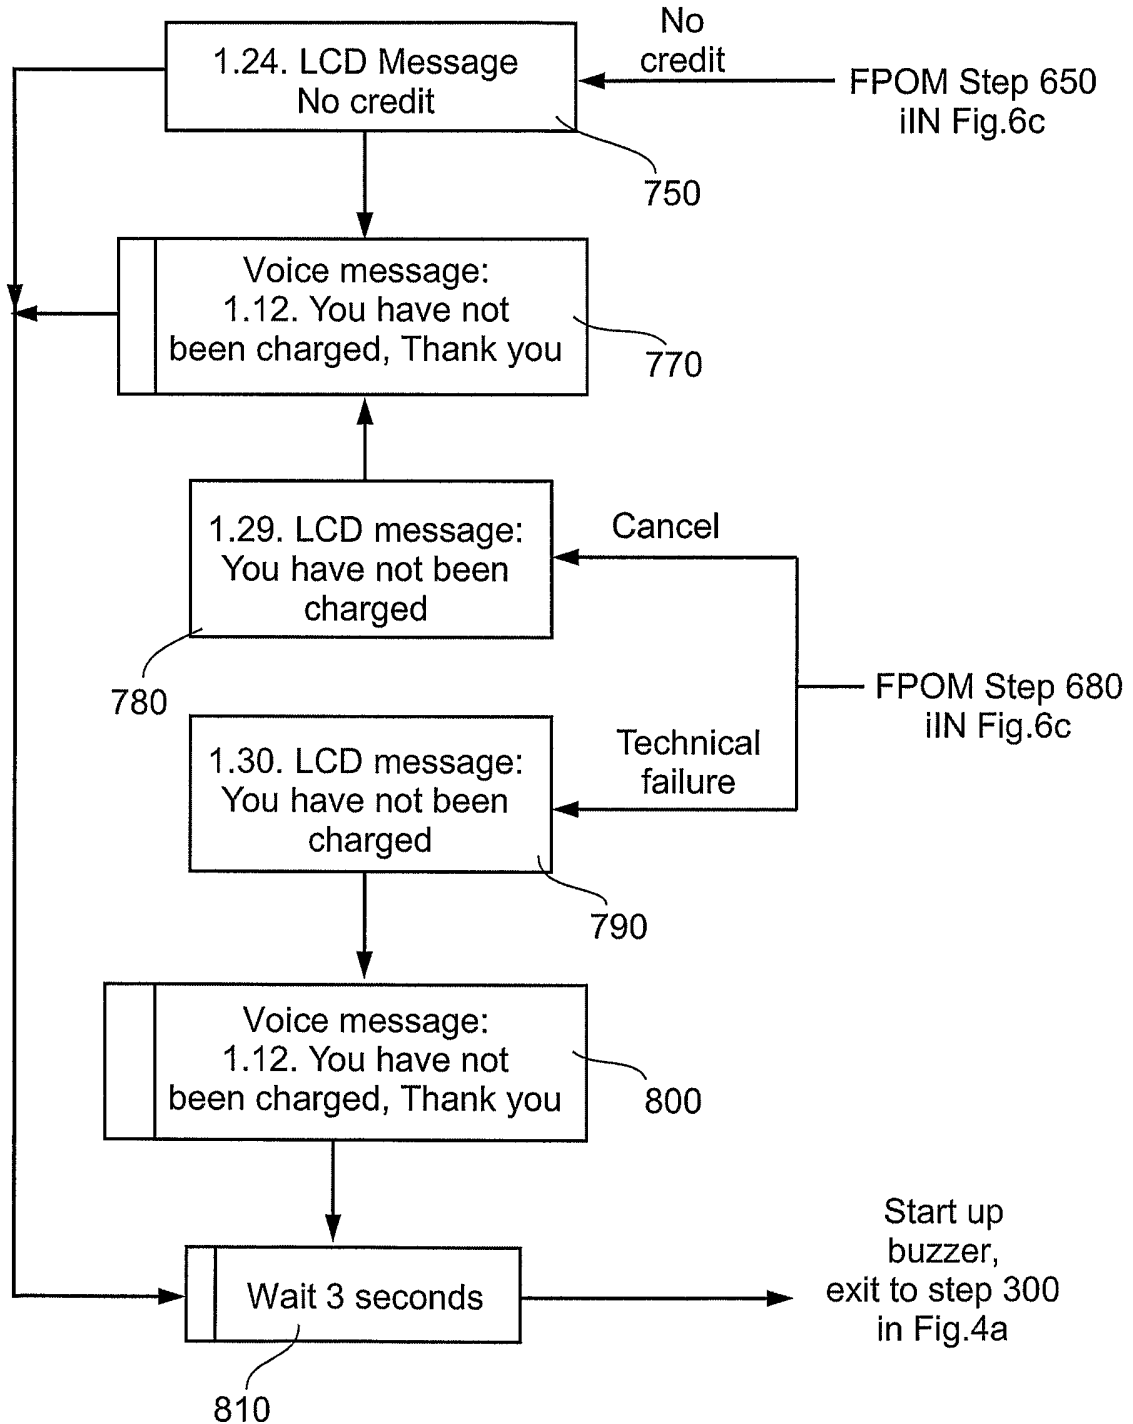 1.24. LCD Message
No credit
No
credit
FPOM Step 650
iIN Fig.6c
750
Voice message:
1.12. You have not
been charged, Thank you
770
1.29. LCD message:
You have not been
charged
Cancel
780
FPOM Step 680
iIN Fig.6c
1.30. LCD message:
You have not been
charged
Technical
failure
790
Voice message:
1.12. You have not
been charged, Thank you
800
Wait 3 seconds
810
Start up
buzzer,
exit to step 300
in Fig.4a